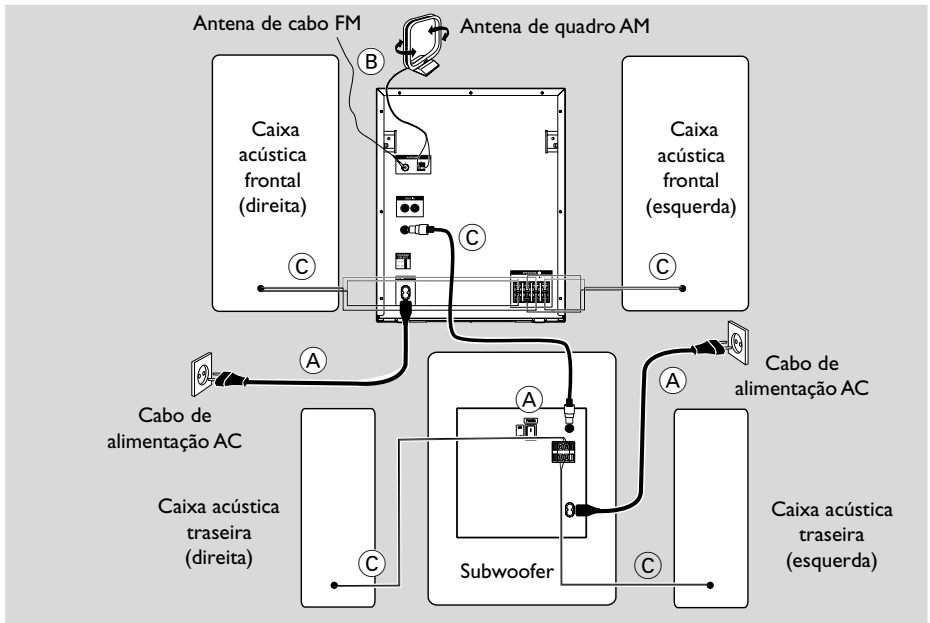 Antena de cabo FM
Antena de quadro AM
B
Caixa
acústica
frontal
(direita)
Caixa
acústica
frontal
(esquerda)
C
C
C
A
Cabo de
alimentação AC
A
A
Cabo de
alimentação AC
Caixa acústica
traseira
(direita)
C
Subwoofer
C
Caixa acústica
traseira
(esquerda)